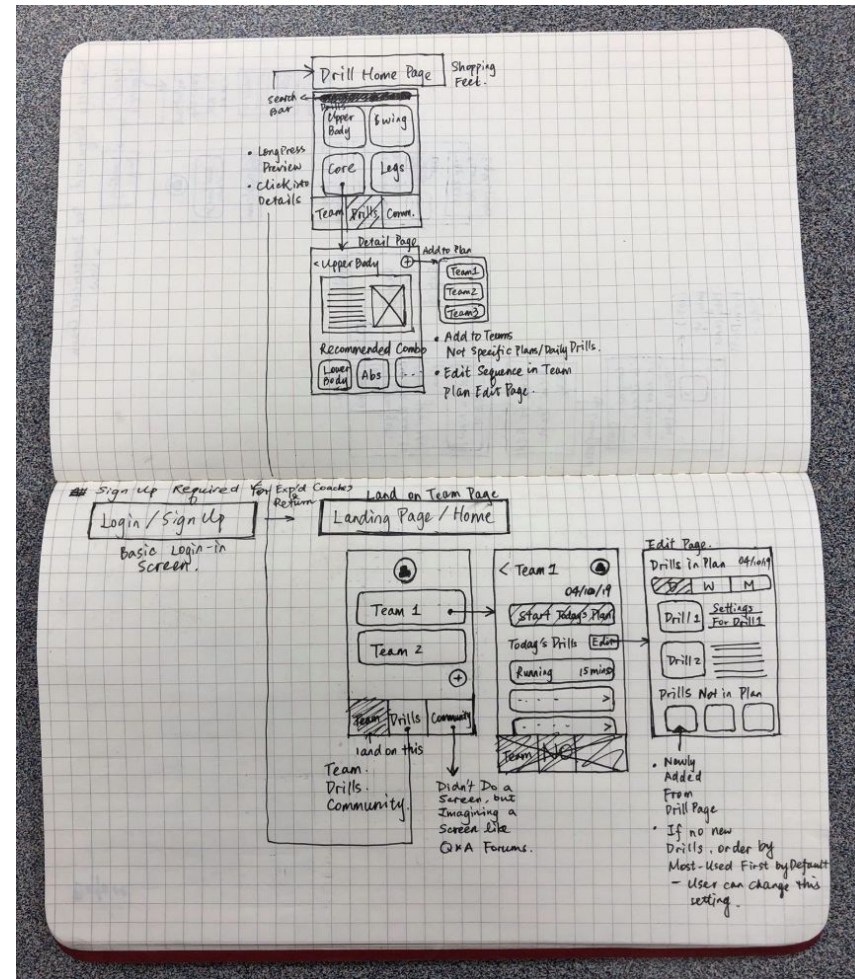 Drill Home Page
Shopping
Feel.
Search
Bar
Drills
Upper
Body
Swing
Core
Legs
Team Drills Comm.
• Long Press
Preview
• Click into
Details
Detail Page
< Upper Body
+
Add to Plan
Team1
Team2
Team3
Recommended Combo
Lower
Body
Abs
...
• Add to Teams
Not Specific Plans/Daily Drills.
• Edit Sequence in Team
Plan Edit Page.
Sign Up Required for Exp'd Coaches
Return
Login / Sign Up
Basic Login-in
Screen.
Land on Team Page
Landing Page / Home
Team 1
Team 2
+
Team Drills Community
land on this
Team.
Drills.
Community.
Didn't Do a
Screen, but
Imagining a
Screen like
Q&A Forums.
< Team 1
04/10/19
Start Today's Plan
Today's Drills Edit
Running 15 mins
- - - >
- - - >
Team NO
Edit Page.
Drills in Plan 04/10/19
D W M
Drill 1
Settings
For Drill 1
Drill 2
Drills Not in Plan
• Newly
Added
From
Drill Page
• If no new
Drills, order by
Most-Used First by Default
– User can change this
setting.